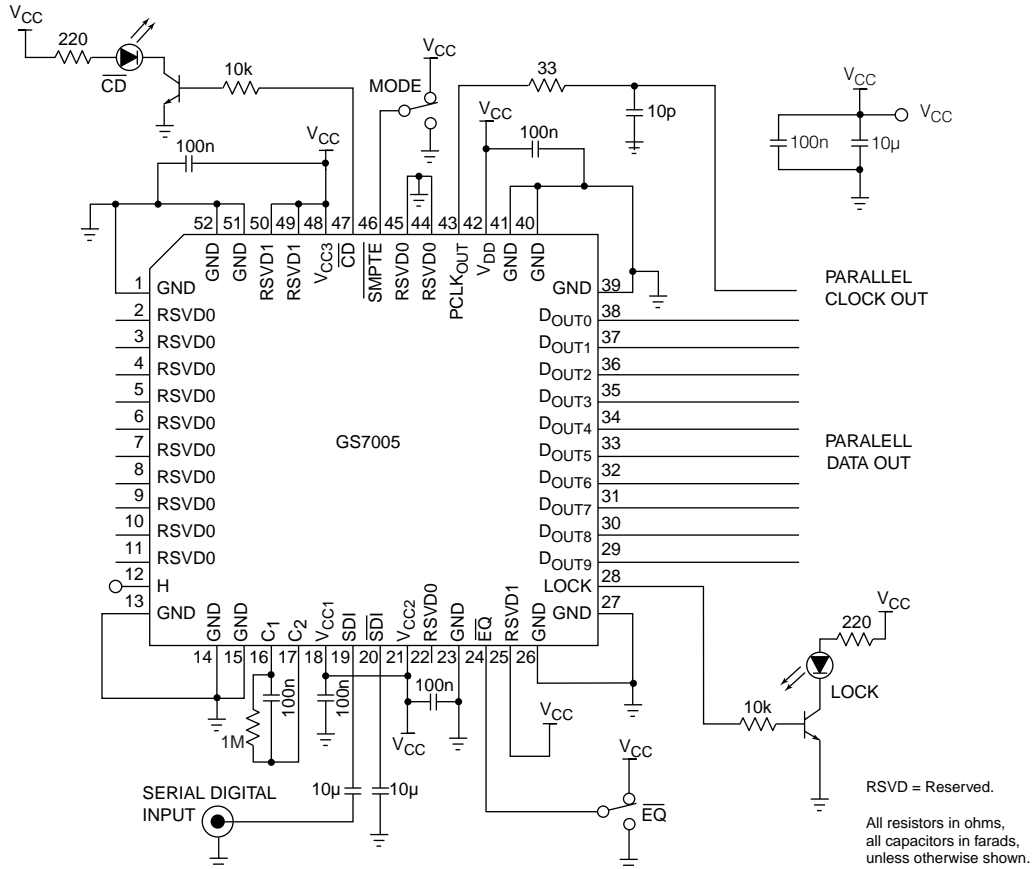 VCC
220
CD
10k
MODE
VCC
33
10p
VCC
VCC
100n
10µ
VCC
100n
VCC
100n
52
51
50
49
48
47
46
45
44
43
42
41
40
GND
GND
RSVD1
RSVD1
VCC3
CD
SMPTE
RSVD0
RSVD0
PCLKOUT
VDD
GND
GND
1
GND
2
RSVD0
3
RSVD0
4
RSVD0
5
RSVD0
6
RSVD0
7
RSVD0
8
RSVD0
9
RSVD0
10
RSVD0
11
RSVD0
12
H
13
GND
GS7005
GND
39
DOUT0
38
DOUT1
37
DOUT2
36
DOUT3
35
DOUT4
34
DOUT5
33
DOUT6
32
DOUT7
31
DOUT8
30
DOUT9
29
LOCK
28
GND
27
PARALLEL
CLOCK OUT
PARALELL
DATA OUT
GND
GND
C1
C2
VCC1
SDI
SDI
VCC2
RSVD0
GND
EQ
RSVD1
GND
14
15
16
17
18
19
20
21
22
23
24
25
26
100n
1M
100n
100n
VCC
VCC
10µ
10µ
SERIAL DIGITAL
INPUT
VCC
EQ
VCC
220
LOCK
10k
RSVD = Reserved.
All resistors in ohms,
all capacitors in farads,
unless otherwise shown.